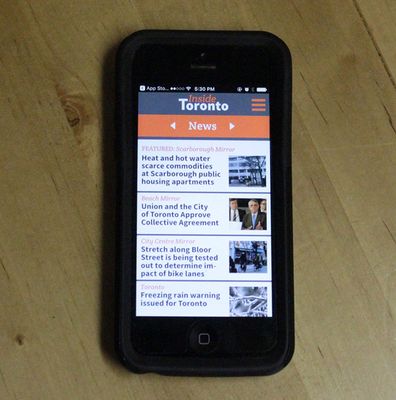 App Sto... 5:30 PM
Inside
Toronto
News
FEATURED: Scarborough Mirror
Heat and hot water
scarce commodities
at Scarborough public
housing apartments
Beach Mirror
Union and the City
of Toronto Approve
Collective Agreement
City Centre Mirror
Stretch along Bloor
Street is being tested
out to determine im-
pact of bike lanes
Toronto
Freezing rain warning
issued for Toronto